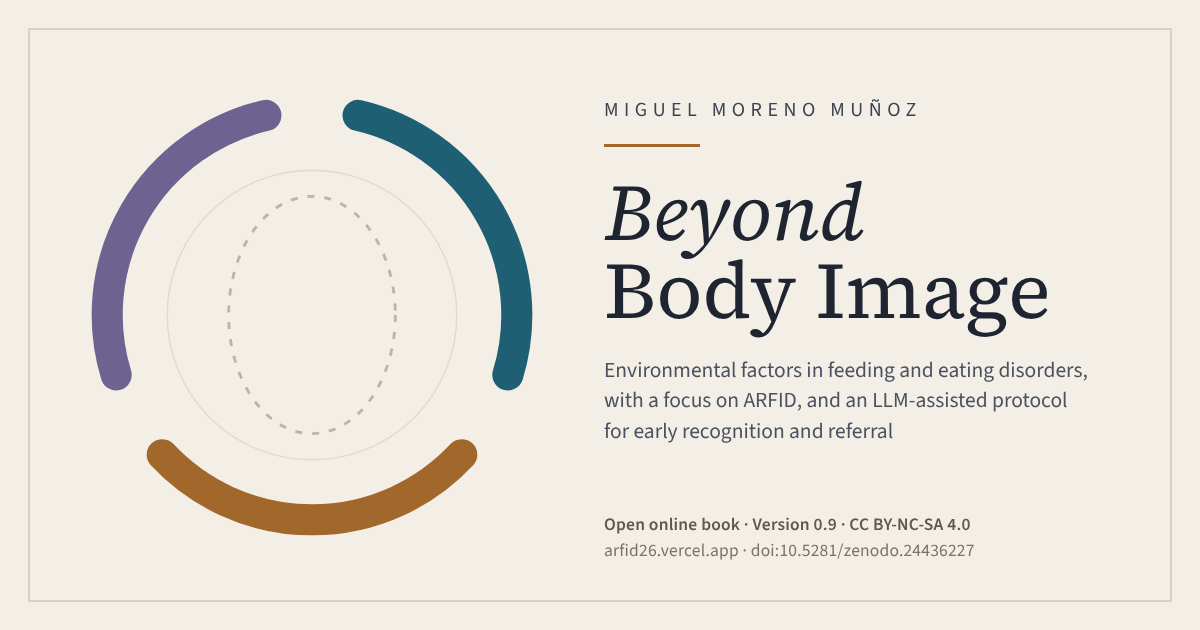 MIGUEL MORENO MUÑOZ
Beyond
Body Image
Environmental factors in feeding and eating disorders,
with a focus on ARFID, and an LLM-assisted protocol
for early recognition and referral
Open online book · Version 0.9 · CC BY-NC-SA 4.0
arfid26.vercel.app · doi:10.5281/zenodo.24436227